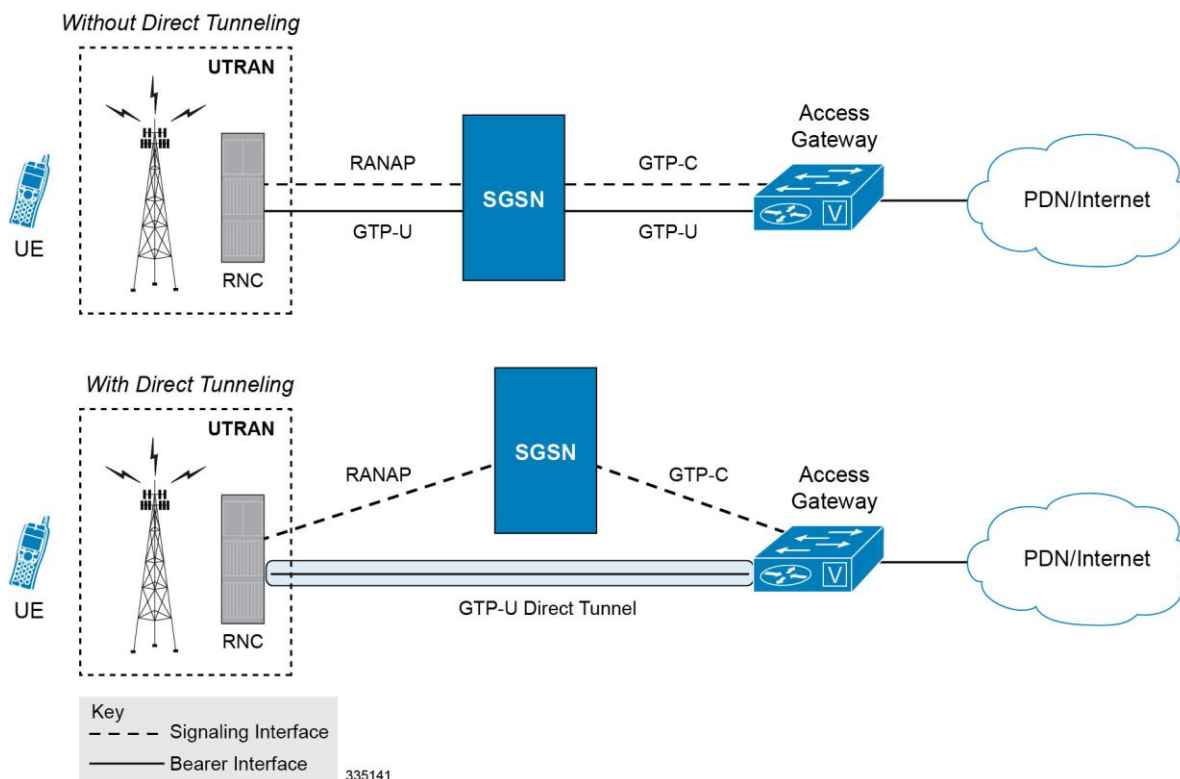 Without Direct Tunneling
UTRAN
UE
RNC
RANAP
GTP-U
SGSN
GTP-C
GTP-U
Access
Gateway
V
PDN/Internet
With Direct Tunneling
UTRAN
UE
RNC
RANAP
SGSN
GTP-C
GTP-U Direct Tunnel
Access
Gateway
V
PDN/Internet
Key
Signaling Interface
Bearer Interface
335141